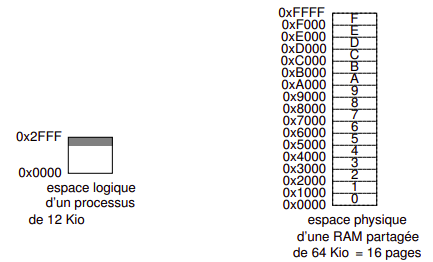 0x2FFF
0x0000
espace logique
d'un processus
de 12 Kio
0xFFFF
F
0xF000
E
0xE000
D
0xD000
C
0xC000
B
0xB000
A
0xA000
9
0x9000
8
0x8000
7
0x7000
6
0x6000
5
0x5000
4
0x4000
3
0x3000
2
0x2000
1
0x1000
0
0x0000
espace physique
d'une RAM partagée
de 64 Kio = 16 pages